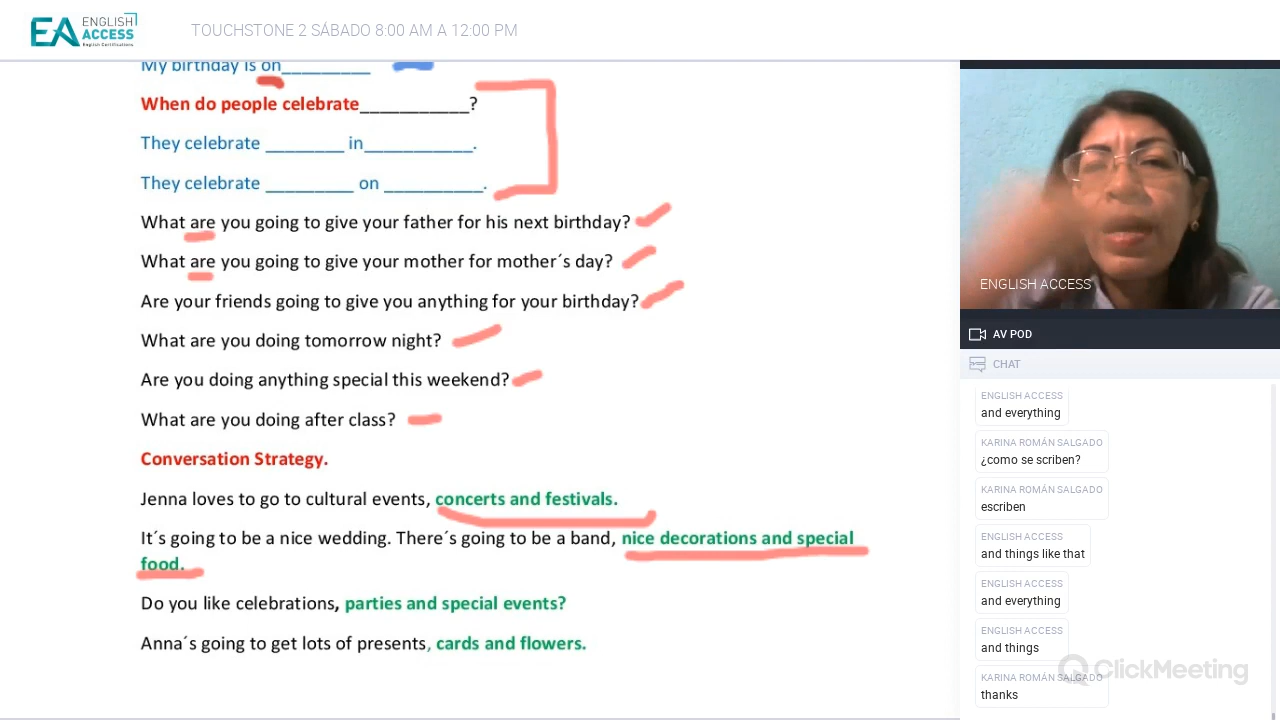 ENGLISH
EA ACCESS
English Certifications
TOUCHSTONE 2 SÁBADO 8:00 AM A 12:00 PM
My birthday is on_________
When do people celebrate___________?
They celebrate ________ in___________.
They celebrate _________ on __________.
What are you going to give your father for his next birthday?
What are you going to give your mother for mother´s day?
Are your friends going to give you anything for your birthday?
What are you doing tomorrow night?
Are you doing anything special this weekend?
What are you doing after class?
Conversation Strategy.
Jenna loves to go to cultural events, concerts and festivals.
It´s going to be a nice wedding. There´s going to be a band, nice decorations and special
food.
Do you like celebrations, parties and special events?
Anna´s going to get lots of presents, cards and flowers.
ENGLISH ACCESS
AV POD
CHAT
ENGLISH ACCESS
and everything
KARINA ROMÁN SALGADO
¿como se scriben?
KARINA ROMÁN SALGADO
escriben
ENGLISH ACCESS
and things like that
ENGLISH ACCESS
and everything
ENGLISH ACCESS
and things
KARINA ROMÁN SALGADO
thanks
ClickMeeting